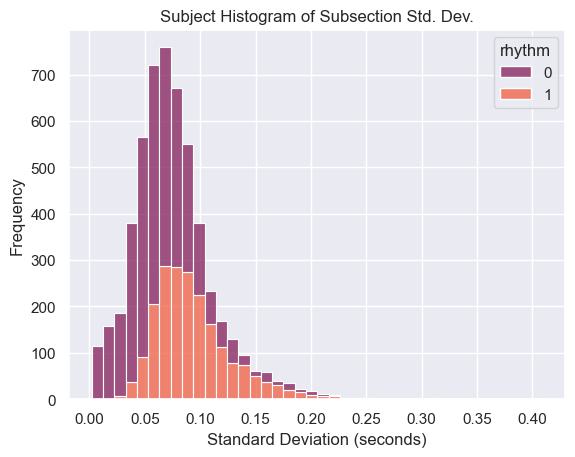 Subject Histogram of Subsection Std. Dev.
rhythm
0
1
Frequency
700
600
500
400
300
200
100
0
0.00 0.05 0.10 0.15 0.20 0.25 0.30 0.35 0.40
Standard Deviation (seconds)